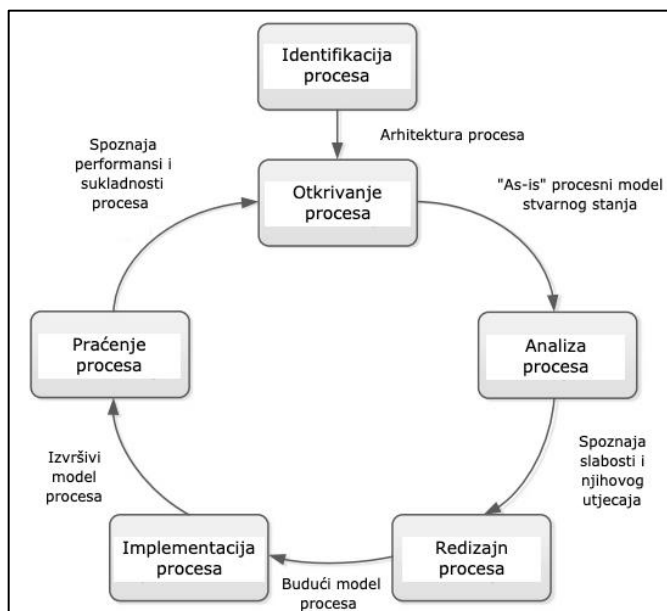 Identifikacija
procesa
Arhitektura procesa
Spoznaja
performansi i
sukladnosti
procesa
Otkrivanje
procesa
"As-is" procesni model
stvarnog stanja
Praćenje
procesa
Analiza
procesa
Izvršivi
model
procesa
Spoznaja
slabosti i
njihovog
utjecaja
Implementacija
procesa
Budući model
procesa
Redizajn
procesa